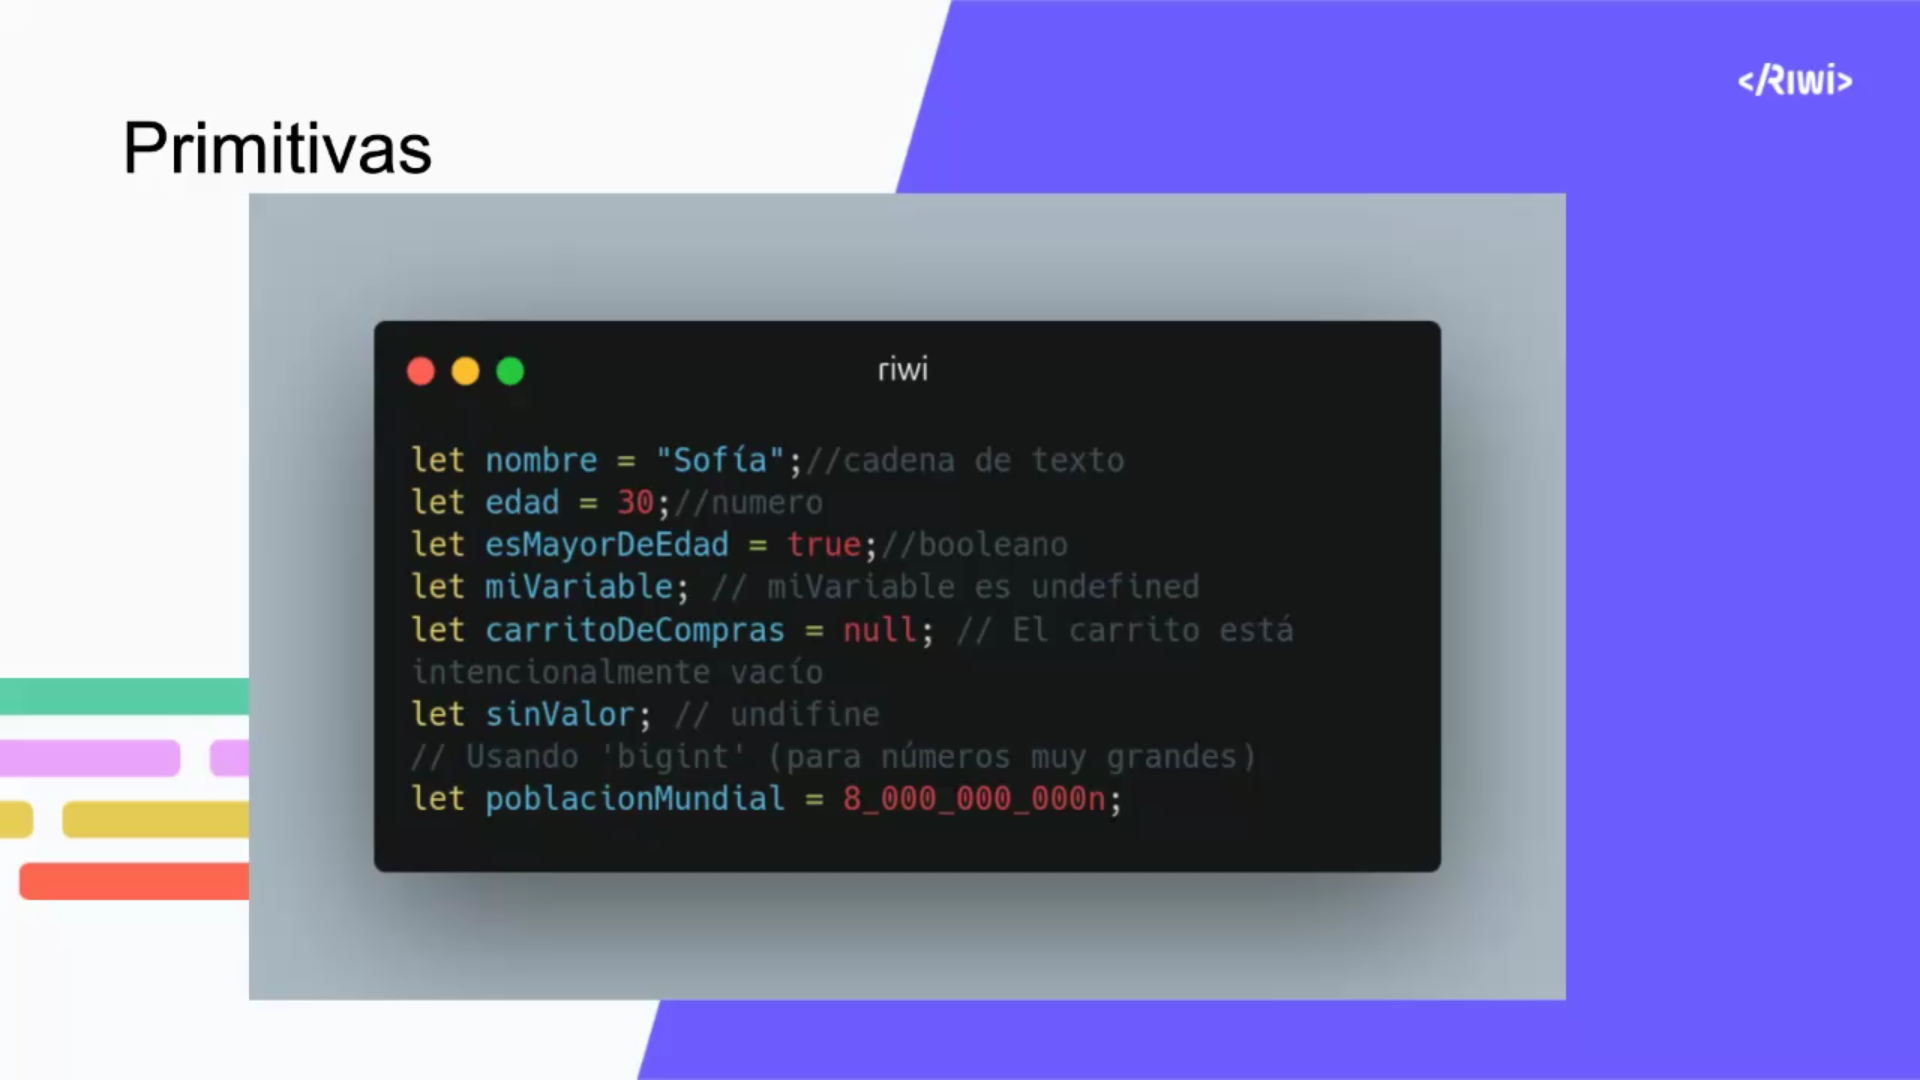 </Riwi>
Primitivas
riwi
let nombre = "Sofía";//cadena de texto
let edad = 30;//numero
let esMayorDeEdad = true;//booleano
let miVariable; // miVariable es undefined
let carritoDeCompras = null; // El carrito está
intencionalmente vacío
let sinValor; // undifine
// Usando 'bigint' (para números muy grandes)
let poblacionMundial = 8_000_000_000n;